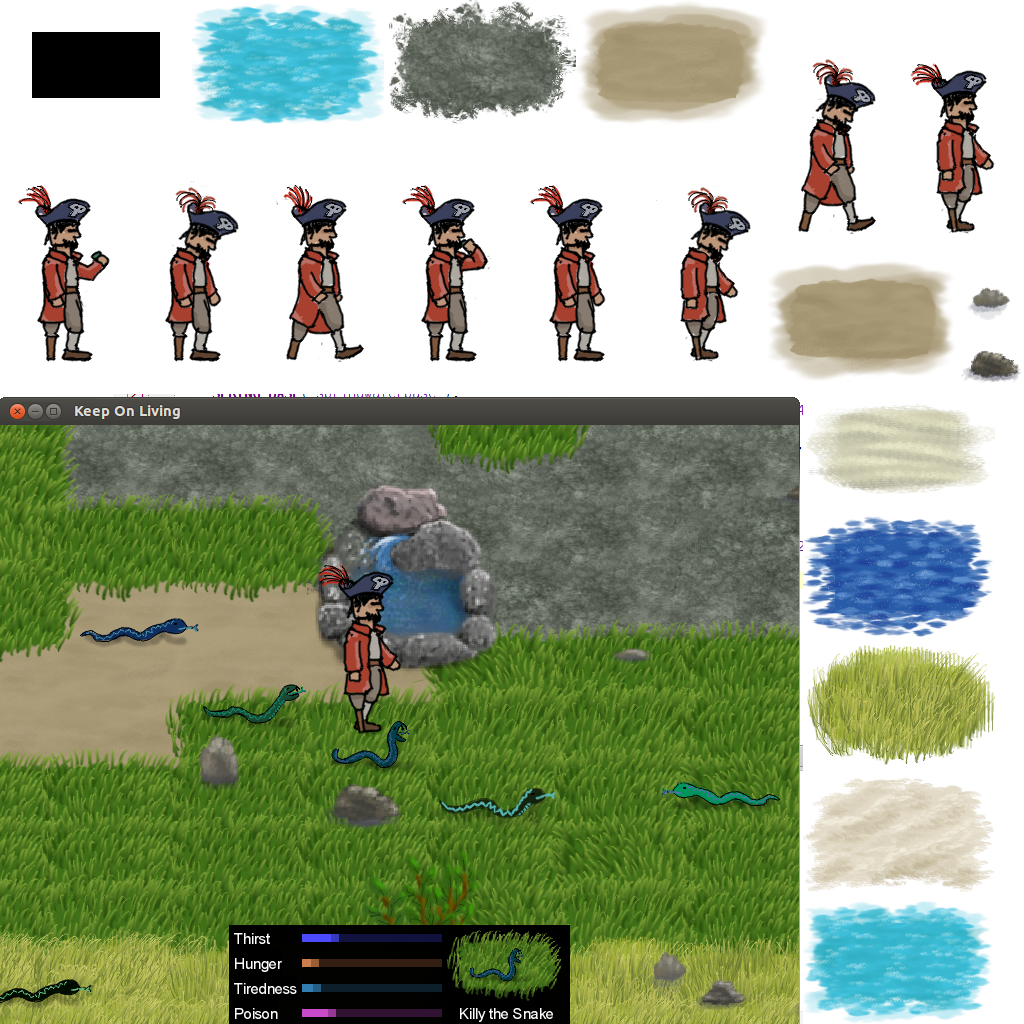 Keep On Living
Thirst
Hunger
Tiredness
Poison
Killy the Snake